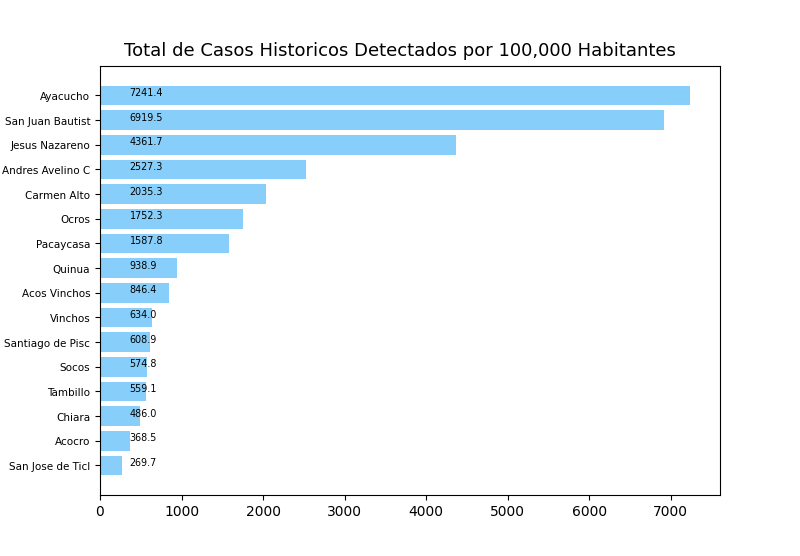 Total de Casos Historicos Detectados por 100,000 Habitantes
Ayacucho 7241.4
San Juan Bautist 6919.5
Jesus Nazareno 4361.7
Andres Avelino C 2527.3
Carmen Alto 2035.3
Ocros 1752.3
Pacaycasa 1587.8
Quinua 938.9
Acos Vinchos 846.4
Vinchos 634.0
Santiago de Pisc 608.9
Socos 574.8
Tambillo 559.1
Chiara 486.0
Acocro 368.5
San Jose de Ticl 269.7
0 1000 2000 3000 4000 5000 6000 7000